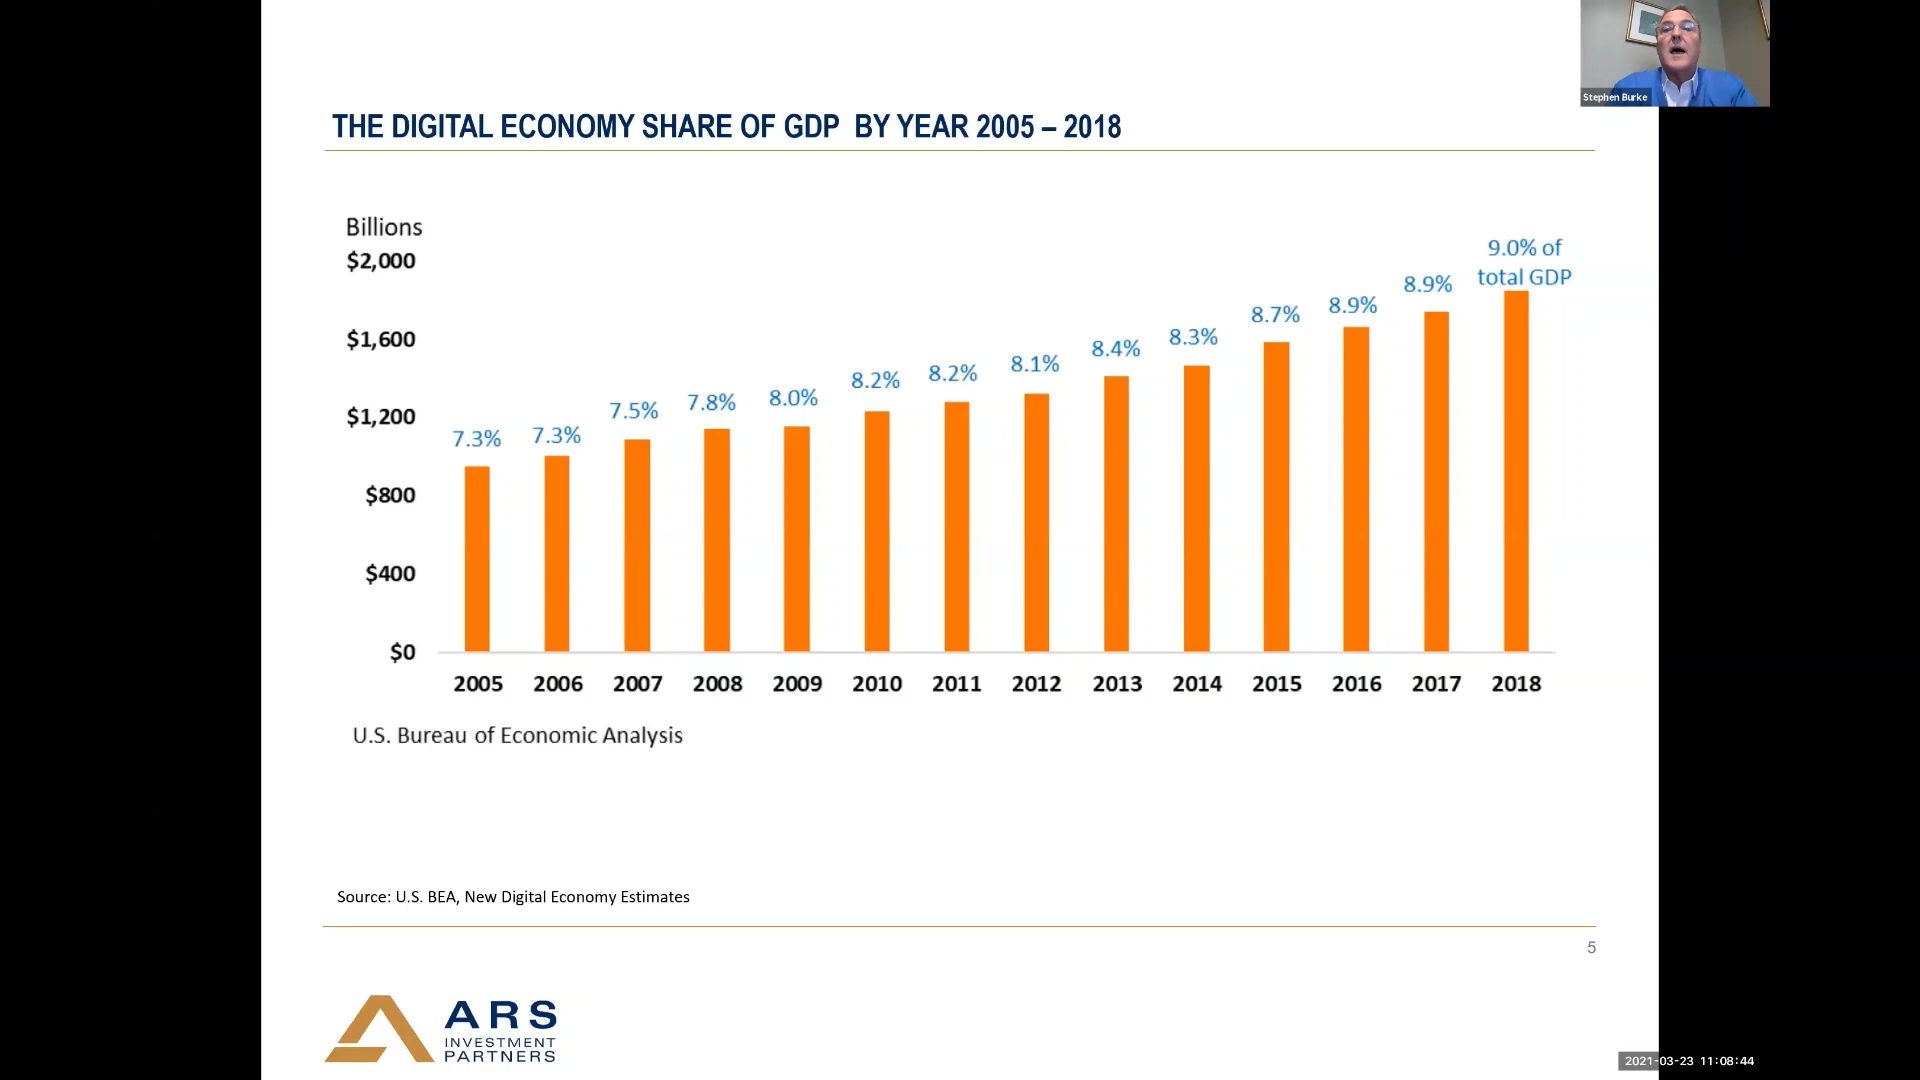 Stephen Burke
THE DIGITAL ECONOMY SHARE OF GDP  BY YEAR 2005 – 2018
Billions
$2,000
$1,600
$1,200
$800
$400
$0
7.3%
7.3%
7.5%
7.8%
8.0%
8.2%
8.2%
8.1%
8.4%
8.3%
8.7%
8.9%
8.9%
9.0% of
total GDP
2005 2006 2007 2008 2009 2010 2011 2012 2013 2014 2015 2016 2017 2018
U.S. Bureau of Economic Analysis
Source: U.S. BEA, New Digital Economy Estimates
5
ARS
INVESTMENT
PARTNERS
2021-03-23 11:08:44